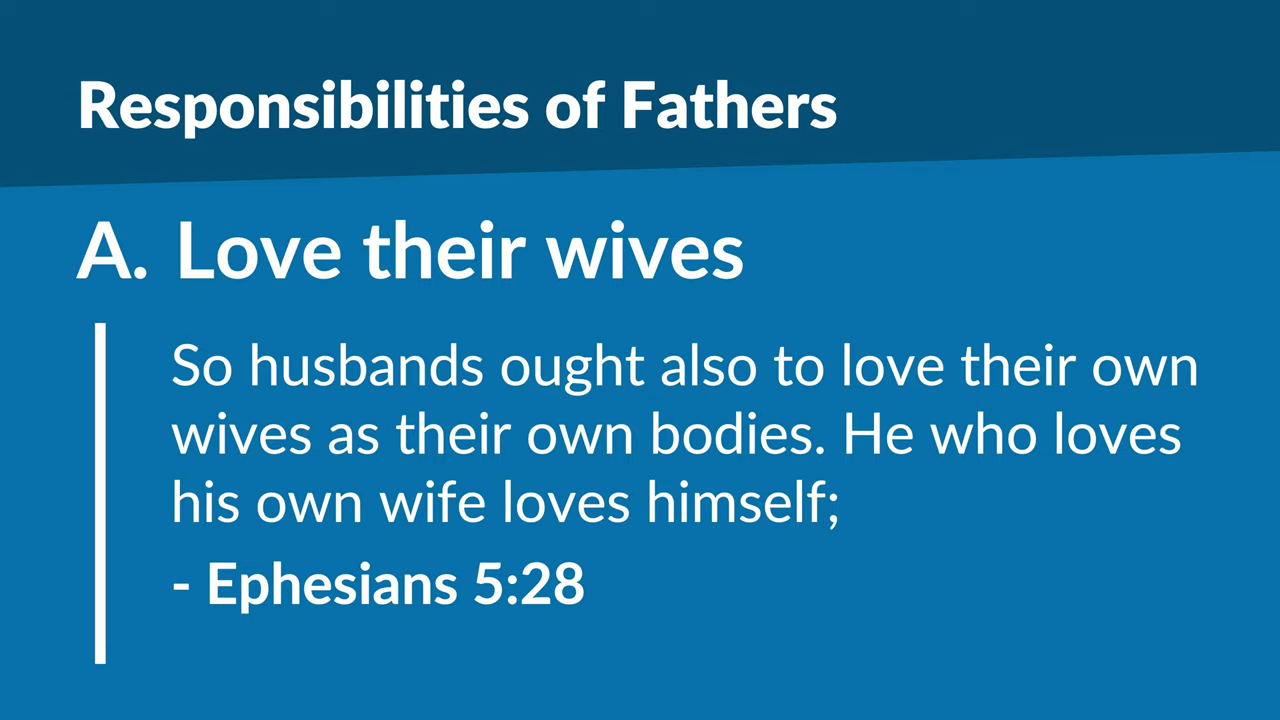 Responsibilities of Fathers
A. Love their wives
So husbands ought also to love their own
wives as their own bodies. He who loves
his own wife loves himself;
- Ephesians 5:28